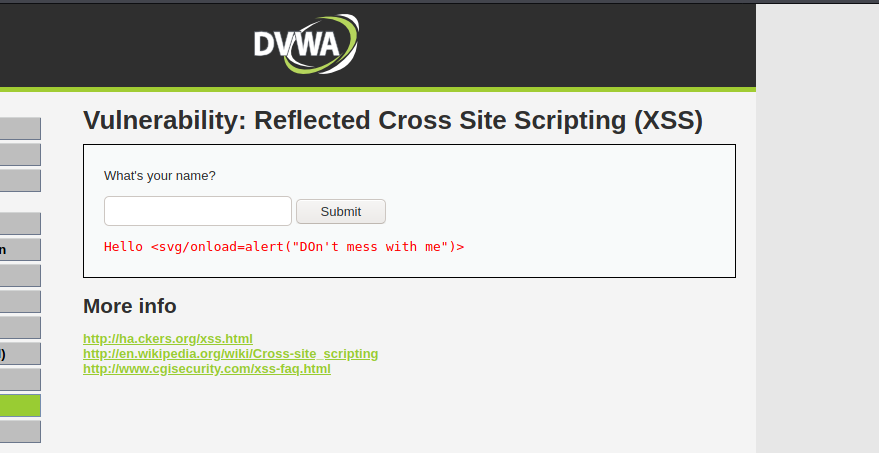 DVWA
Vulnerability: Reflected Cross Site Scripting (XSS)
What's your name?
Submit
Hello <svg/onload=alert("DOn't mess with me")>
More info
http://ha.ckers.org/xss.html
http://en.wikipedia.org/wiki/Cross-site_scripting
http://www.cgisecurity.com/xss-faq.html
n
)